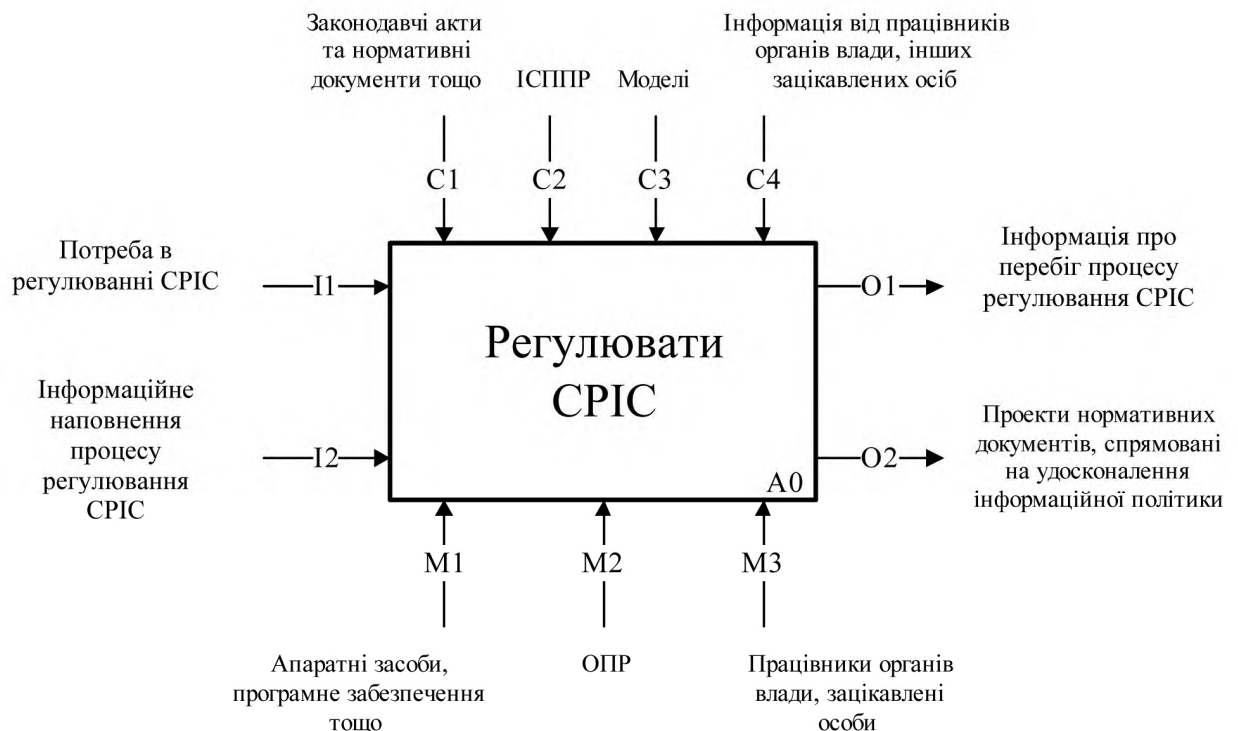 Законодавчі акти
та нормативні
документи тощо
ІСППР
Моделі
Інформація від працівників
органів влади, інших
зацікавлених осіб
C1
C2
C3
C4
Потреба в
регулюванні СРІС
I1
Інформаційне
наповнення
процесу
регулювання
СРІС
I2
Регулювати
СРІС
A0
O1
Інформація про
перебіг процесу
регулювання СРІС
O2
Проекти нормативних
документів, спрямовані
на удосконалення
інформаційної політики
M1
M2
M3
Апаратні засоби,
програмне забезпечення
тощо
ОПР
Працівники органів
влади, зацікавлені
особи